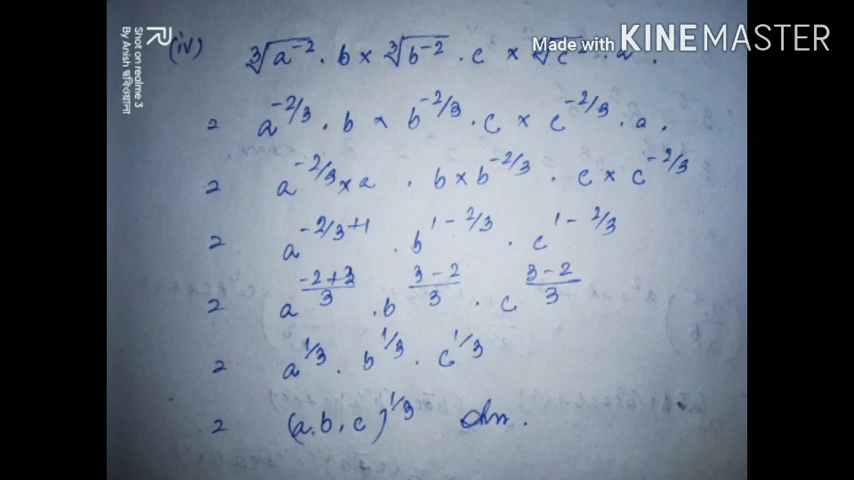 (iv) ∛a⁻² . b × ∛b⁻² . c ×
Made with KINEMASTER
= a^-2/3 . b × b^-2/3 . c × c^-2/3 . a .
= a^-2/3 × a . b × b^-2/3 . c × c^-2/3
= a^-2/3+1 . b^1-2/3 . c^1-2/3
= a^(-2+3)/3 . b^(3-2)/3 . c^(3-2)/3
= a^1/3 . b^1/3 . c^1/3
= (a.b.c)^1/3 Ans.
R
Shot on realme 3
By Anish